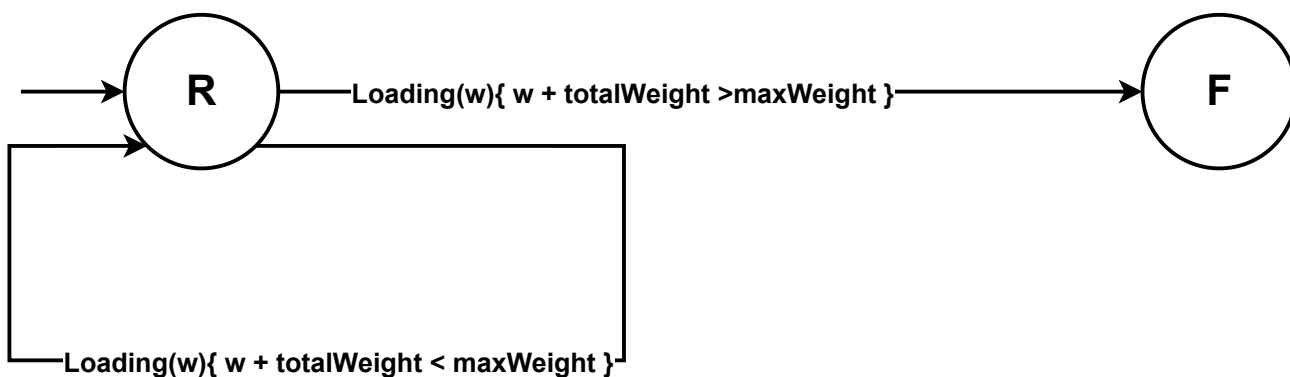 R
Loading(w){ w + totalWeight >maxWeight }
F
Loading(w){ w + totalWeight < maxWeight }